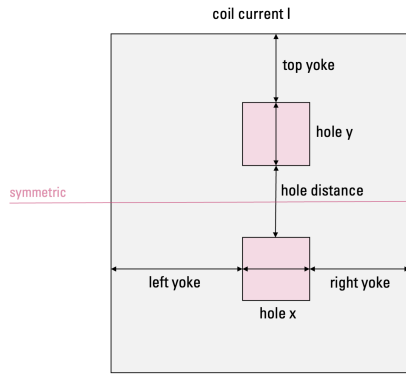 coil current I
top yoke
hole y
symmetric
hole distance
left yoke
right yoke
hole x